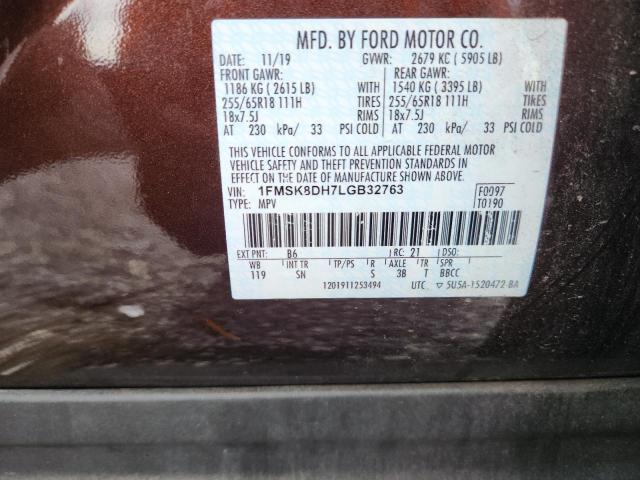 MFD. BY FORD MOTOR CO.
DATE: 11/19 GVWR: 2679 KG ( 5905 LB)
FRONT GAWR: REAR GAWR:
1186 KG ( 2615 LB) WITH 1540 KG ( 3395 LB) WITH
255/65R18 111H TIRES 255/65R18 111H TIRES
18x7.5J RIMS 18x7.5J RIMS
AT 230 kPa/ 33 PSI COLD AT 230 kPa/ 33 PSI COLD
THIS VEHICLE CONFORMS TO ALL APPLICABLE FEDERAL MOTOR
VEHICLE SAFETY AND THEFT PREVENTION STANDARDS IN
EFFECT ON THE DATE OF MANUFACTURE SHOWN ABOVE.
VIN: 1FMSK8DH7LGB32763 F0097
TYPE: MPV T0190
EXT PNT: B6 RC: 21 DSO:
WB INT TR TP/PS R AXLE TR SPR
119 SN S 3B T BBCC
1201911253494 UTC ▽ 5U5A-1520472-BA